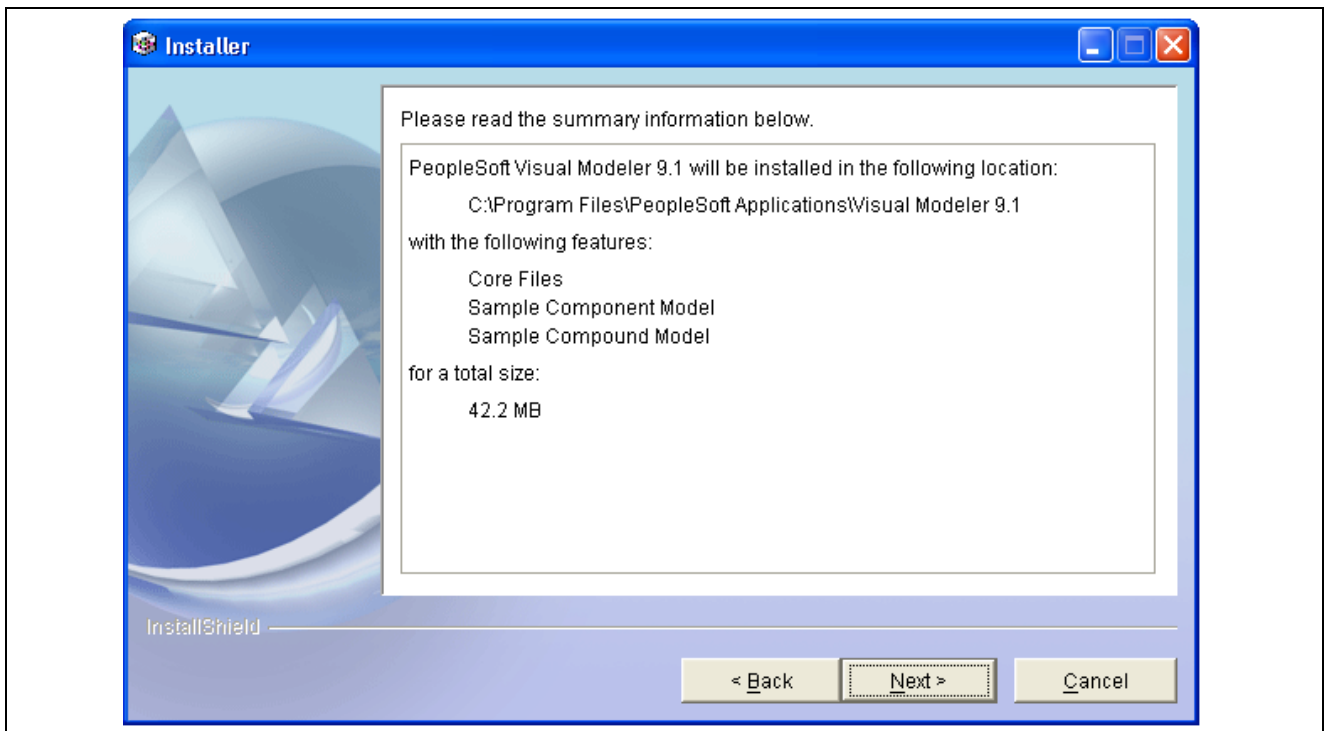 Installer
Please read the summary information below.
PeopleSoft Visual Modeler 9.1 will be installed in the following location:
C:\Program Files\PeopleSoft Applications\Visual Modeler 9.1
with the following features:
Core Files
Sample Component Model
Sample Compound Model
for a total size:
42.2 MB
InstallShield
< Back
Next >
Cancel